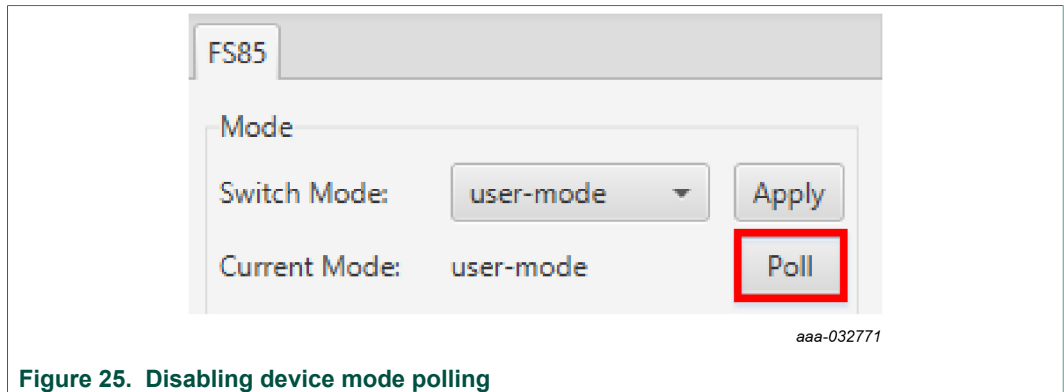 FS85
Mode
Switch Mode: user-mode Apply
Current Mode: user-mode Poll
aaa-032771
Figure 25. Disabling device mode polling